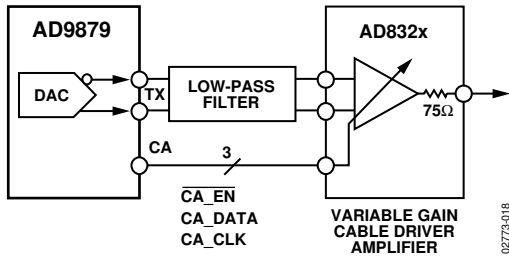 AD9879
DAC
TX
LOW-PASS
FILTER
AD832x
75Ω
CA
3
CA_EN
CA_DATA
CA_CLK
VARIABLE GAIN
CABLE DRIVER
AMPLIFIER
02773-018